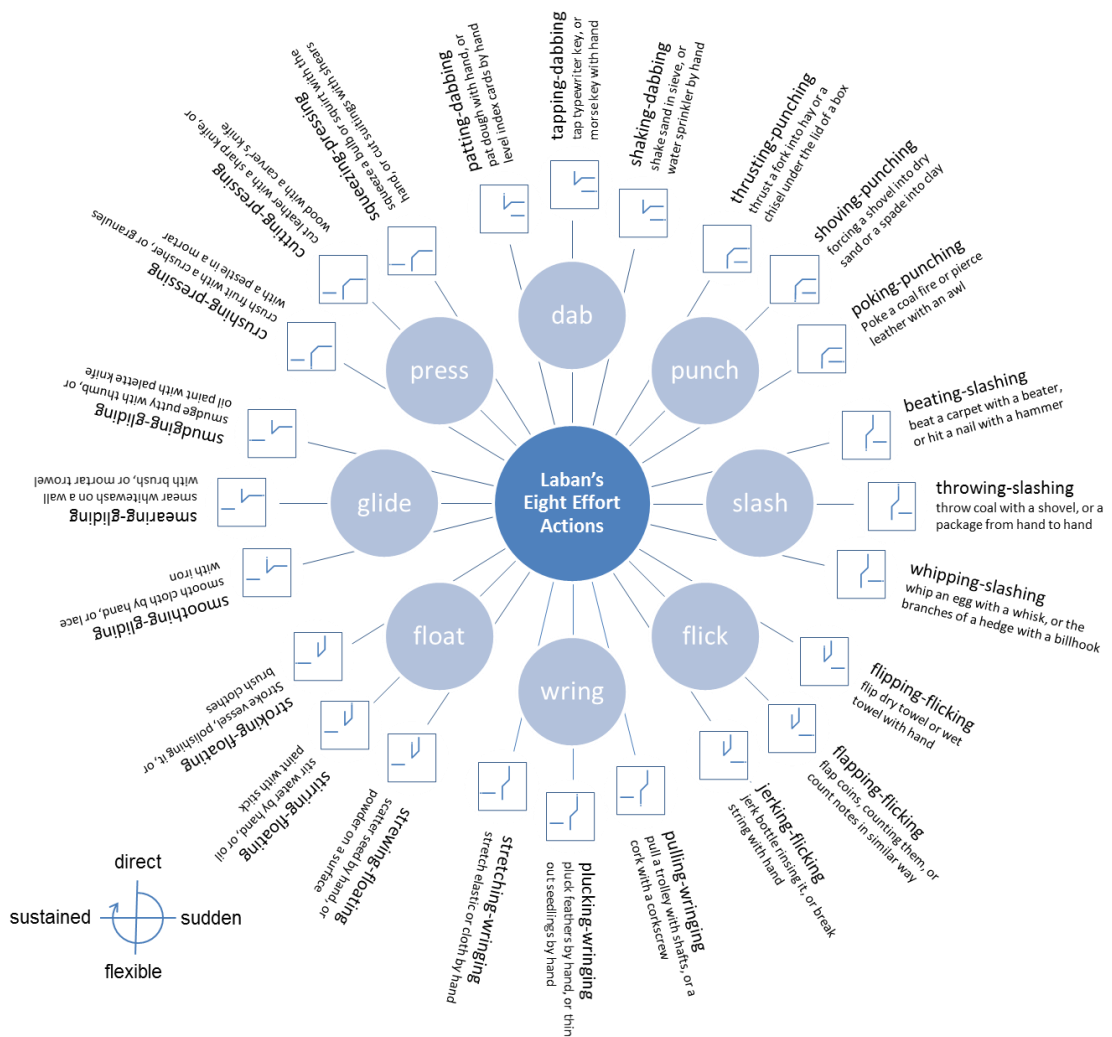 Laban's
Eight Effort
Actions
dab
patting-dabbing
pat dough with hand, or
level index cards by hand
tapping-dabbing
tap typewriter key, or
morse key with hand
shaking-dabbing
shake sand in sieve, or
water sprinkler by hand
punch
thrusting-punching
thrust a fork into hay or a
chisel under the lid of a box
shoving-punching
forcing a shovel into dry
sand or a spade into clay
poking-punching
Poke a coal fire or pierce
leather with an awl
slash
beating-slashing
beat a carpet with a beater,
or hit a nail with a hammer
throwing-slashing
throw coal with a shovel, or a
package from hand to hand
whipping-slashing
whip an egg with a whisk, or the
branches of a hedge with a billhook
flick
flipping-flicking
flip dry towel or wet
towel with hand
flapping-flicking
flap coins, counting them, or
count notes in similar way
jerking-flicking
jerk bottle rinsing it, or break
string with hand
wring
pulling-wringing
pull a trolley with shafts, or a
cork with a corkscrew
plucking-wringing
pluck feathers by hand, or thin
out seedlings by hand
stretching-wringing
stretch elastic or cloth by hand
float
strewing-floating
scatter seed by hand, or
powder on a surface
stirring-floating
stir water by hand, or oil
paint with stick
stroking-floating
Stroke vessel, polishing it, or
brush clothes
glide
smoothing-gliding
smooth cloth by hand, or lace
with iron
smearing-gliding
smear whitewash on a wall
with brush, or mortar trowel
smudging-gliding
smudge putty with thumb, or
oil paint with palette knife
press
crushing-pressing
crush fruit with a crusher, or granules
with a pestle in a mortar
cutting-pressing
cut leather with a sharp knife, or
wood with a carver's knife
squeezing-pressing
squeeze a bulb or squirt with the
hand, or cut suitings with shears
direct
sustained
sudden
flexible